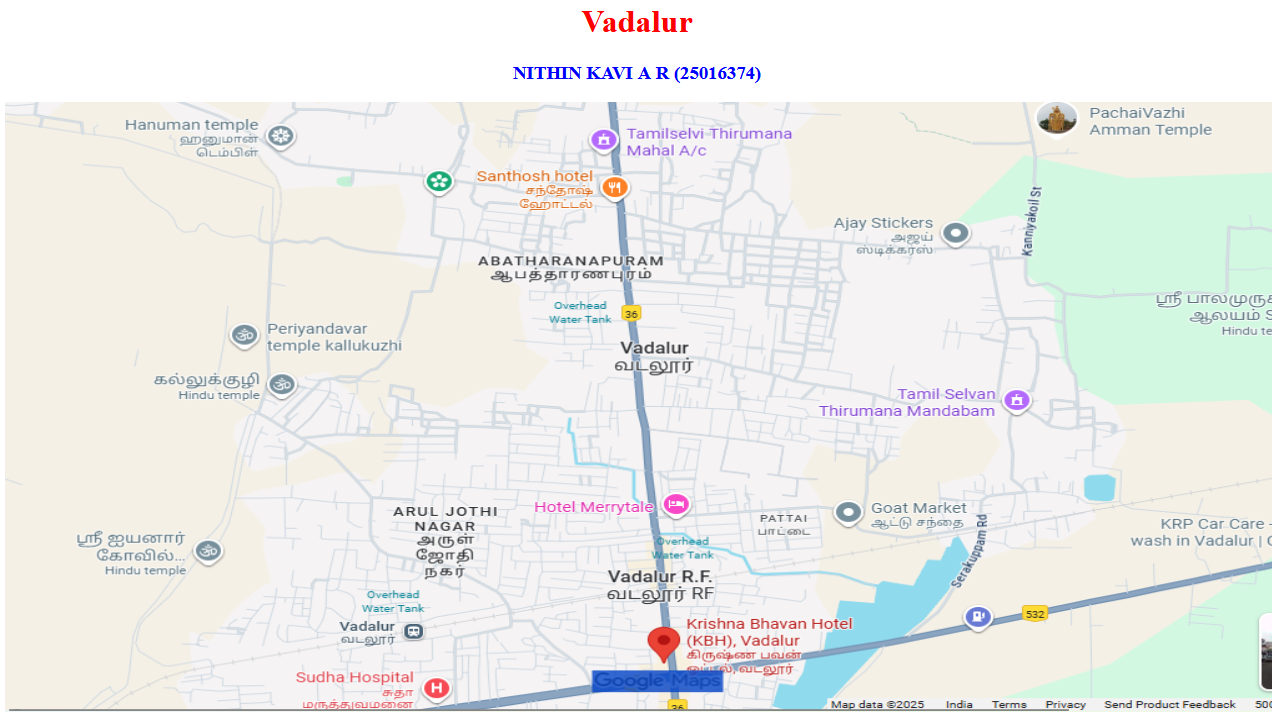 Vadalur
NITHIN KAVI A R (25016374)
Hanuman temple
ஹனுமான்
டெம்பிள்
Tamilselvi Thirumana
Mahal A/c
PachaiVazhi
Amman Temple
Santhosh hotel
சந்தோஷ்
ஹோட்டல்
Kanniyakoil St
Ajay Stickers
அஜய்
ஸ்டிக்கர்ஸ்
ABATHARANAPURAM
ஆபத்தாரணபுரம்
Overhead
Water Tank
36
ஸ்ரீ பாலமுருக
ஆலயம் S
Hindu te
Periyandavar
temple kallukuzhi
Vadalur
வடலூர்
கல்லுக்குழி
Hindu temple
Tamil Selvan
Thirumana Mandabam
Hotel Merrytale
ARUL JOTHI
NAGAR
அருள்
ஜோதி
நகர்
PATTAI
பாட்டை
Goat Market
ஆட்டு சந்தை
Serakuppam Rd
KRP Car Care -
wash in Vadalur | C
ஸ்ரீ ஐயனார்
கோவில்...
Hindu temple
Overhead
Water Tank
Vadalur R.F.
வடலூர் RF
Overhead
Water Tank
Vadalur
வடலூர்
532
Krishna Bhavan Hotel
(KBH), Vadalur
கிருஷ்ண பவன்
ஓட்டல், வடலூர்
Google Maps
Sudha Hospital
சுதா
மருத்துவமனை
H
36
Map data ©2025 India Terms Privacy Send Product Feedback 500